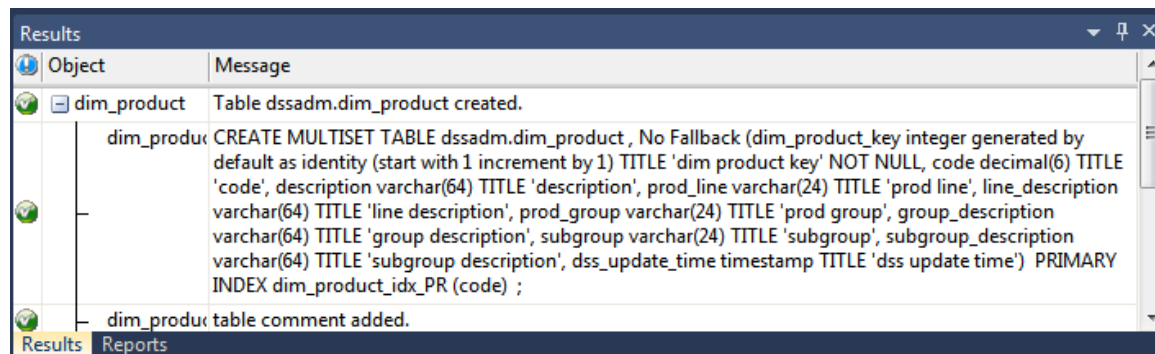 Results
Object Message
dim_product Table dssadm.dim_product created.
dim_produc CREATE MULTISET TABLE dssadm.dim_product , No Fallback (dim_product_key integer generated by
default as identity (start with 1 increment by 1) TITLE 'dim product key' NOT NULL, code decimal(6) TITLE
'code', description varchar(64) TITLE 'description', prod_line varchar(24) TITLE 'prod line', line_description
varchar(64) TITLE 'line description', prod_group varchar(24) TITLE 'prod group', group_description
varchar(64) TITLE 'group description', subgroup varchar(24) TITLE 'subgroup', subgroup_description
varchar(64) TITLE 'subgroup description', dss_update_time timestamp TITLE 'dss update time') PRIMARY
INDEX dim_product_idx_PR (code) ;
dim_produc table comment added.
Results Reports